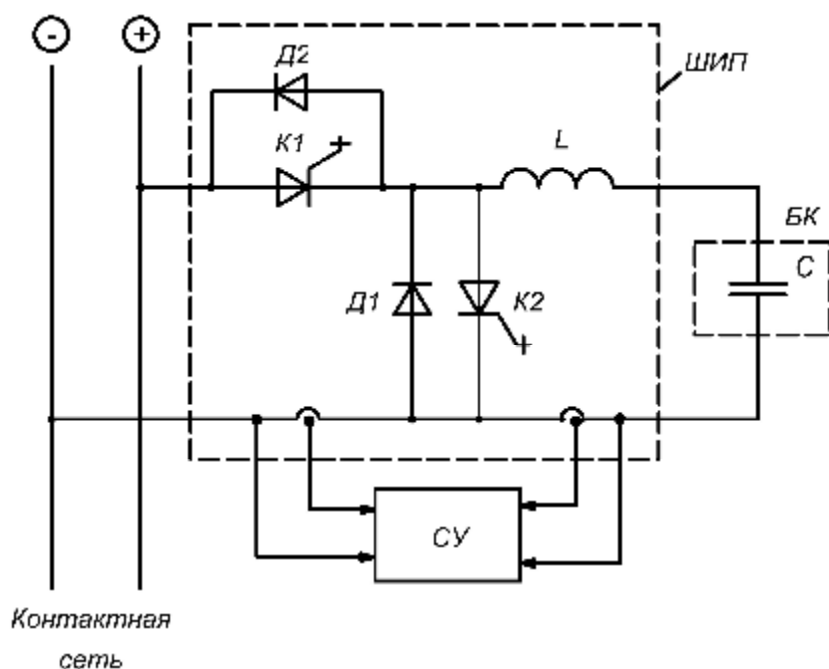 - +
Д2
ШИП
К1
L
БК
С
Д1
К2
СУ
Контактная
сеть